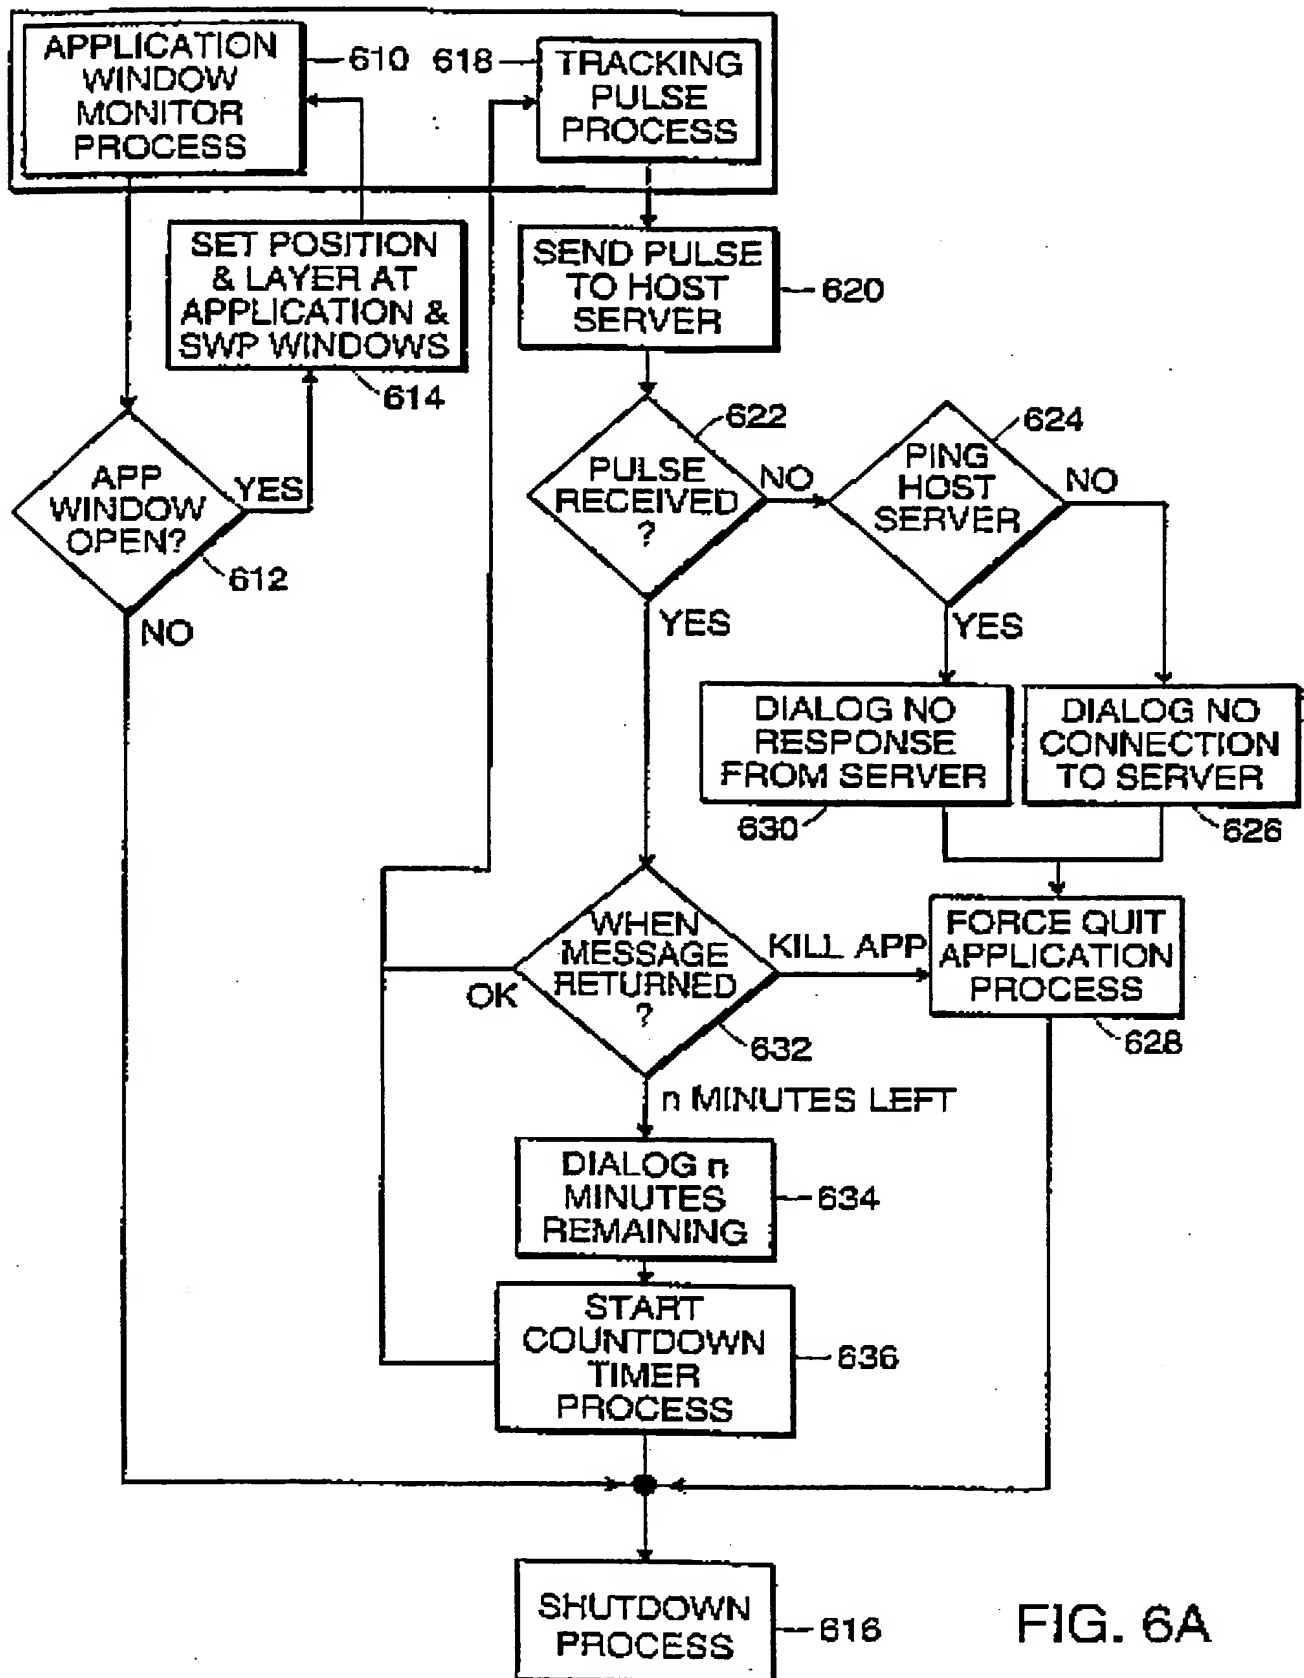 APPLICATION
WINDOW
MONITOR
PROCESS
610
618
TRACKING
PULSE
PROCESS
SET POSITION
& LAYER AT
APPLICATION &
SWP WINDOWS
614
SEND PULSE
TO HOST
SERVER
620
APP
WINDOW
OPEN?
612
YES
NO
PULSE
RECEIVED
?
622
NO
YES
PING
HOST
SERVER
624
NO
YES
DIALOG NO
RESPONSE
FROM SERVER
630
DIALOG NO
CONNECTION
TO SERVER
626
WHEN
MESSAGE
RETURNED
?
632
OK
KILL APP
FORCE QUIT
APPLICATION
PROCESS
628
n MINUTES LEFT
DIALOG n
MINUTES
REMAINING
634
START
COUNTDOWN
TIMER
PROCESS
636
SHUTDOWN
PROCESS
616
FIG. 6A